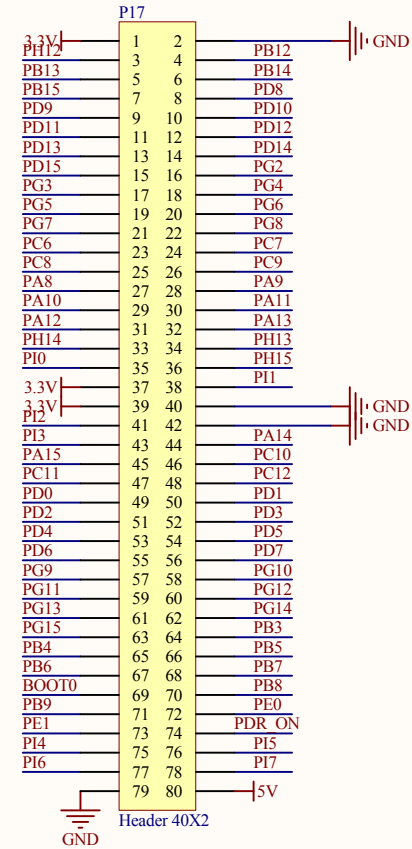 P17
3.3V 1 2 GND
PH12 3 4 PB12
PB13 5 6 PB14
PB15 7 8 PD8
PD9 9 10 PD10
PD11 11 12 PD12
PD13 13 14 PD14
PD15 15 16 PG2
PG3 17 18 PG4
PG5 19 20 PG6
PG7 21 22 PG8
PC6 23 24 PC7
PC8 25 26 PC9
PA8 27 28 PA9
PA10 29 30 PA11
PA12 31 32 PA13
PH14 33 34 PH13
PI0 35 36 PH15
3.3V 37 38 PI1
3.3V 39 40 GND
PI2 41 42 GND
PI3 43 44 PA14
PA15 45 46 PC10
PC11 47 48 PC12
PD0 49 50 PD1
PD2 51 52 PD3
PD4 53 54 PD5
PD6 55 56 PD7
PG9 57 58 PG10
PG11 59 60 PG12
PG13 61 62 PG14
PG15 63 64 PB3
PB4 65 66 PB5
PB6 67 68 PB7
BOOT0 69 70 PB8
PB9 71 72 PE0
PE1 73 74 PDR_ON
PI4 75 76 PI5
PI6 77 78 PI7
79 80 5V
GND
Header 40X2